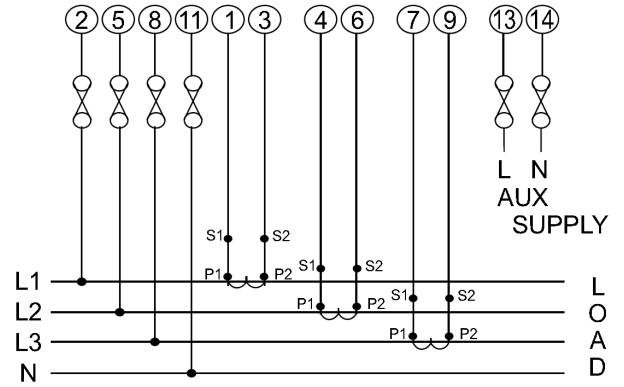 2 5 8 11 1 3 4 6 7 9 13 14
L N
AUX
SUPPLY
S1 S2
S1 S2
P1 P2
L1 L
S1 S2
P1 P2
L2 O
P1 P2
L3 A
N D